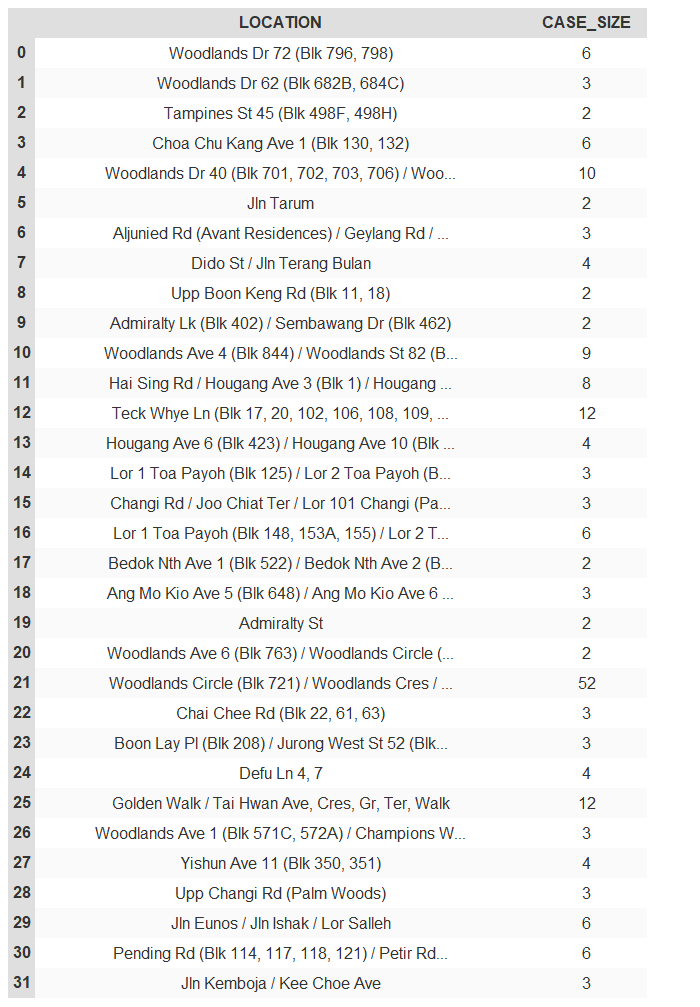 LOCATION CASE_SIZE
0 Woodlands Dr 72 (Blk 796, 798) 6
1 Woodlands Dr 62 (Blk 682B, 684C) 3
2 Tampines St 45 (Blk 498F, 498H) 2
3 Choa Chu Kang Ave 1 (Blk 130, 132) 6
4 Woodlands Dr 40 (Blk 701, 702, 703, 706) / Woo... 10
5 Jln Tarum 2
6 Aljunied Rd (Avant Residences) / Geylang Rd / ... 3
7 Dido St / Jln Terang Bulan 4
8 Upp Boon Keng Rd (Blk 11, 18) 2
9 Admiralty Lk (Blk 402) / Sembawang Dr (Blk 462) 2
10 Woodlands Ave 4 (Blk 844) / Woodlands St 82 (B... 9
11 Hai Sing Rd / Hougang Ave 3 (Blk 1) / Hougang ... 8
12 Teck Whye Ln (Blk 17, 20, 102, 106, 108, 109, ... 12
13 Hougang Ave 6 (Blk 423) / Hougang Ave 10 (Blk ... 4
14 Lor 1 Toa Payoh (Blk 125) / Lor 2 Toa Payoh (B... 3
15 Changi Rd / Joo Chiat Ter / Lor 101 Changi (Pa... 3
16 Lor 1 Toa Payoh (Blk 148, 153A, 155) / Lor 2 T... 6
17 Bedok Nth Ave 1 (Blk 522) / Bedok Nth Ave 2 (B... 2
18 Ang Mo Kio Ave 5 (Blk 648) / Ang Mo Kio Ave 6 ... 3
19 Admiralty St 2
20 Woodlands Ave 6 (Blk 763) / Woodlands Circle (... 2
21 Woodlands Circle (Blk 721) / Woodlands Cres / ... 52
22 Chai Chee Rd (Blk 22, 61, 63) 3
23 Boon Lay Pl (Blk 208) / Jurong West St 52 (Blk... 3
24 Defu Ln 4, 7 4
25 Golden Walk / Tai Hwan Ave, Cres, Gr, Ter, Walk 12
26 Woodlands Ave 1 (Blk 571C, 572A) / Champions W... 3
27 Yishun Ave 11 (Blk 350, 351) 4
28 Upp Changi Rd (Palm Woods) 3
29 Jln Eunos / Jln Ishak / Lor Salleh 6
30 Pending Rd (Blk 114, 117, 118, 121) / Petir Rd... 6
31 Jln Kemboja / Kee Choe Ave 3